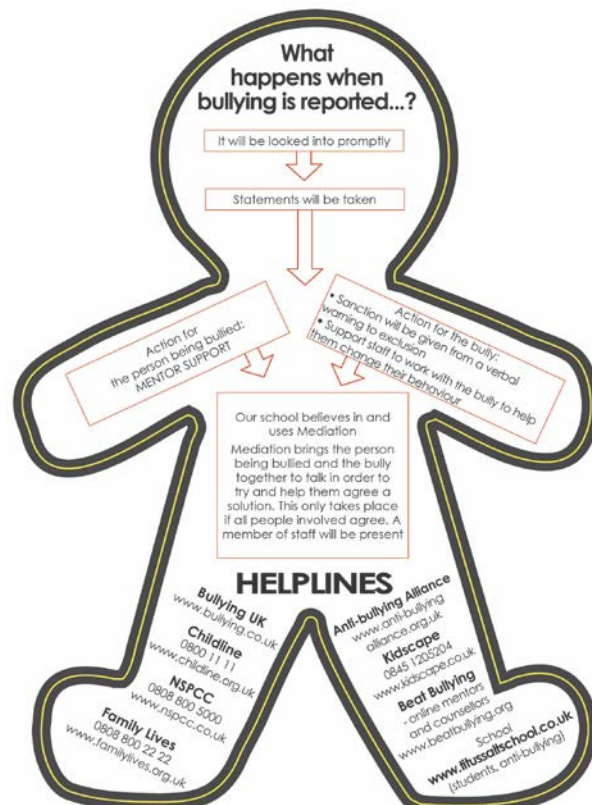 What
happens when
bullying is reported...?
It will be looked into promptly
Statements will be taken
Action for
the person being bullied:
MENTOR SUPPORT
Action for the bully:
• Sanction will be given from a verbal
warning to exclusion
• Support staff to work with the bully to help
them change their behaviour
Our school believes in and
uses Mediation
Mediation brings the person
being bullied and the bully
together to talk in order to
try and help them agree a
solution. This only takes place
if all people involved agree. A
member of staff will be present
HELPLINES
Bullying UK
www.bullying.co.uk
Childline
0800 11 11
www.childline.org.uk
NSPCC
0808 800 5000
www.nspcc.co.uk
Family Lives
0808 800 22 22
www.familylives.org.uk
Anti-bullying Alliance
www.anti-bullying
alliance.org.uk
Kidscape
0845 1205204
www.kidscape.co.uk
Beat Bullying
- online mentors
and counsellors
www.beatbullying.org
School
www.titussaltschool.co.uk
(students, anti-bullying)